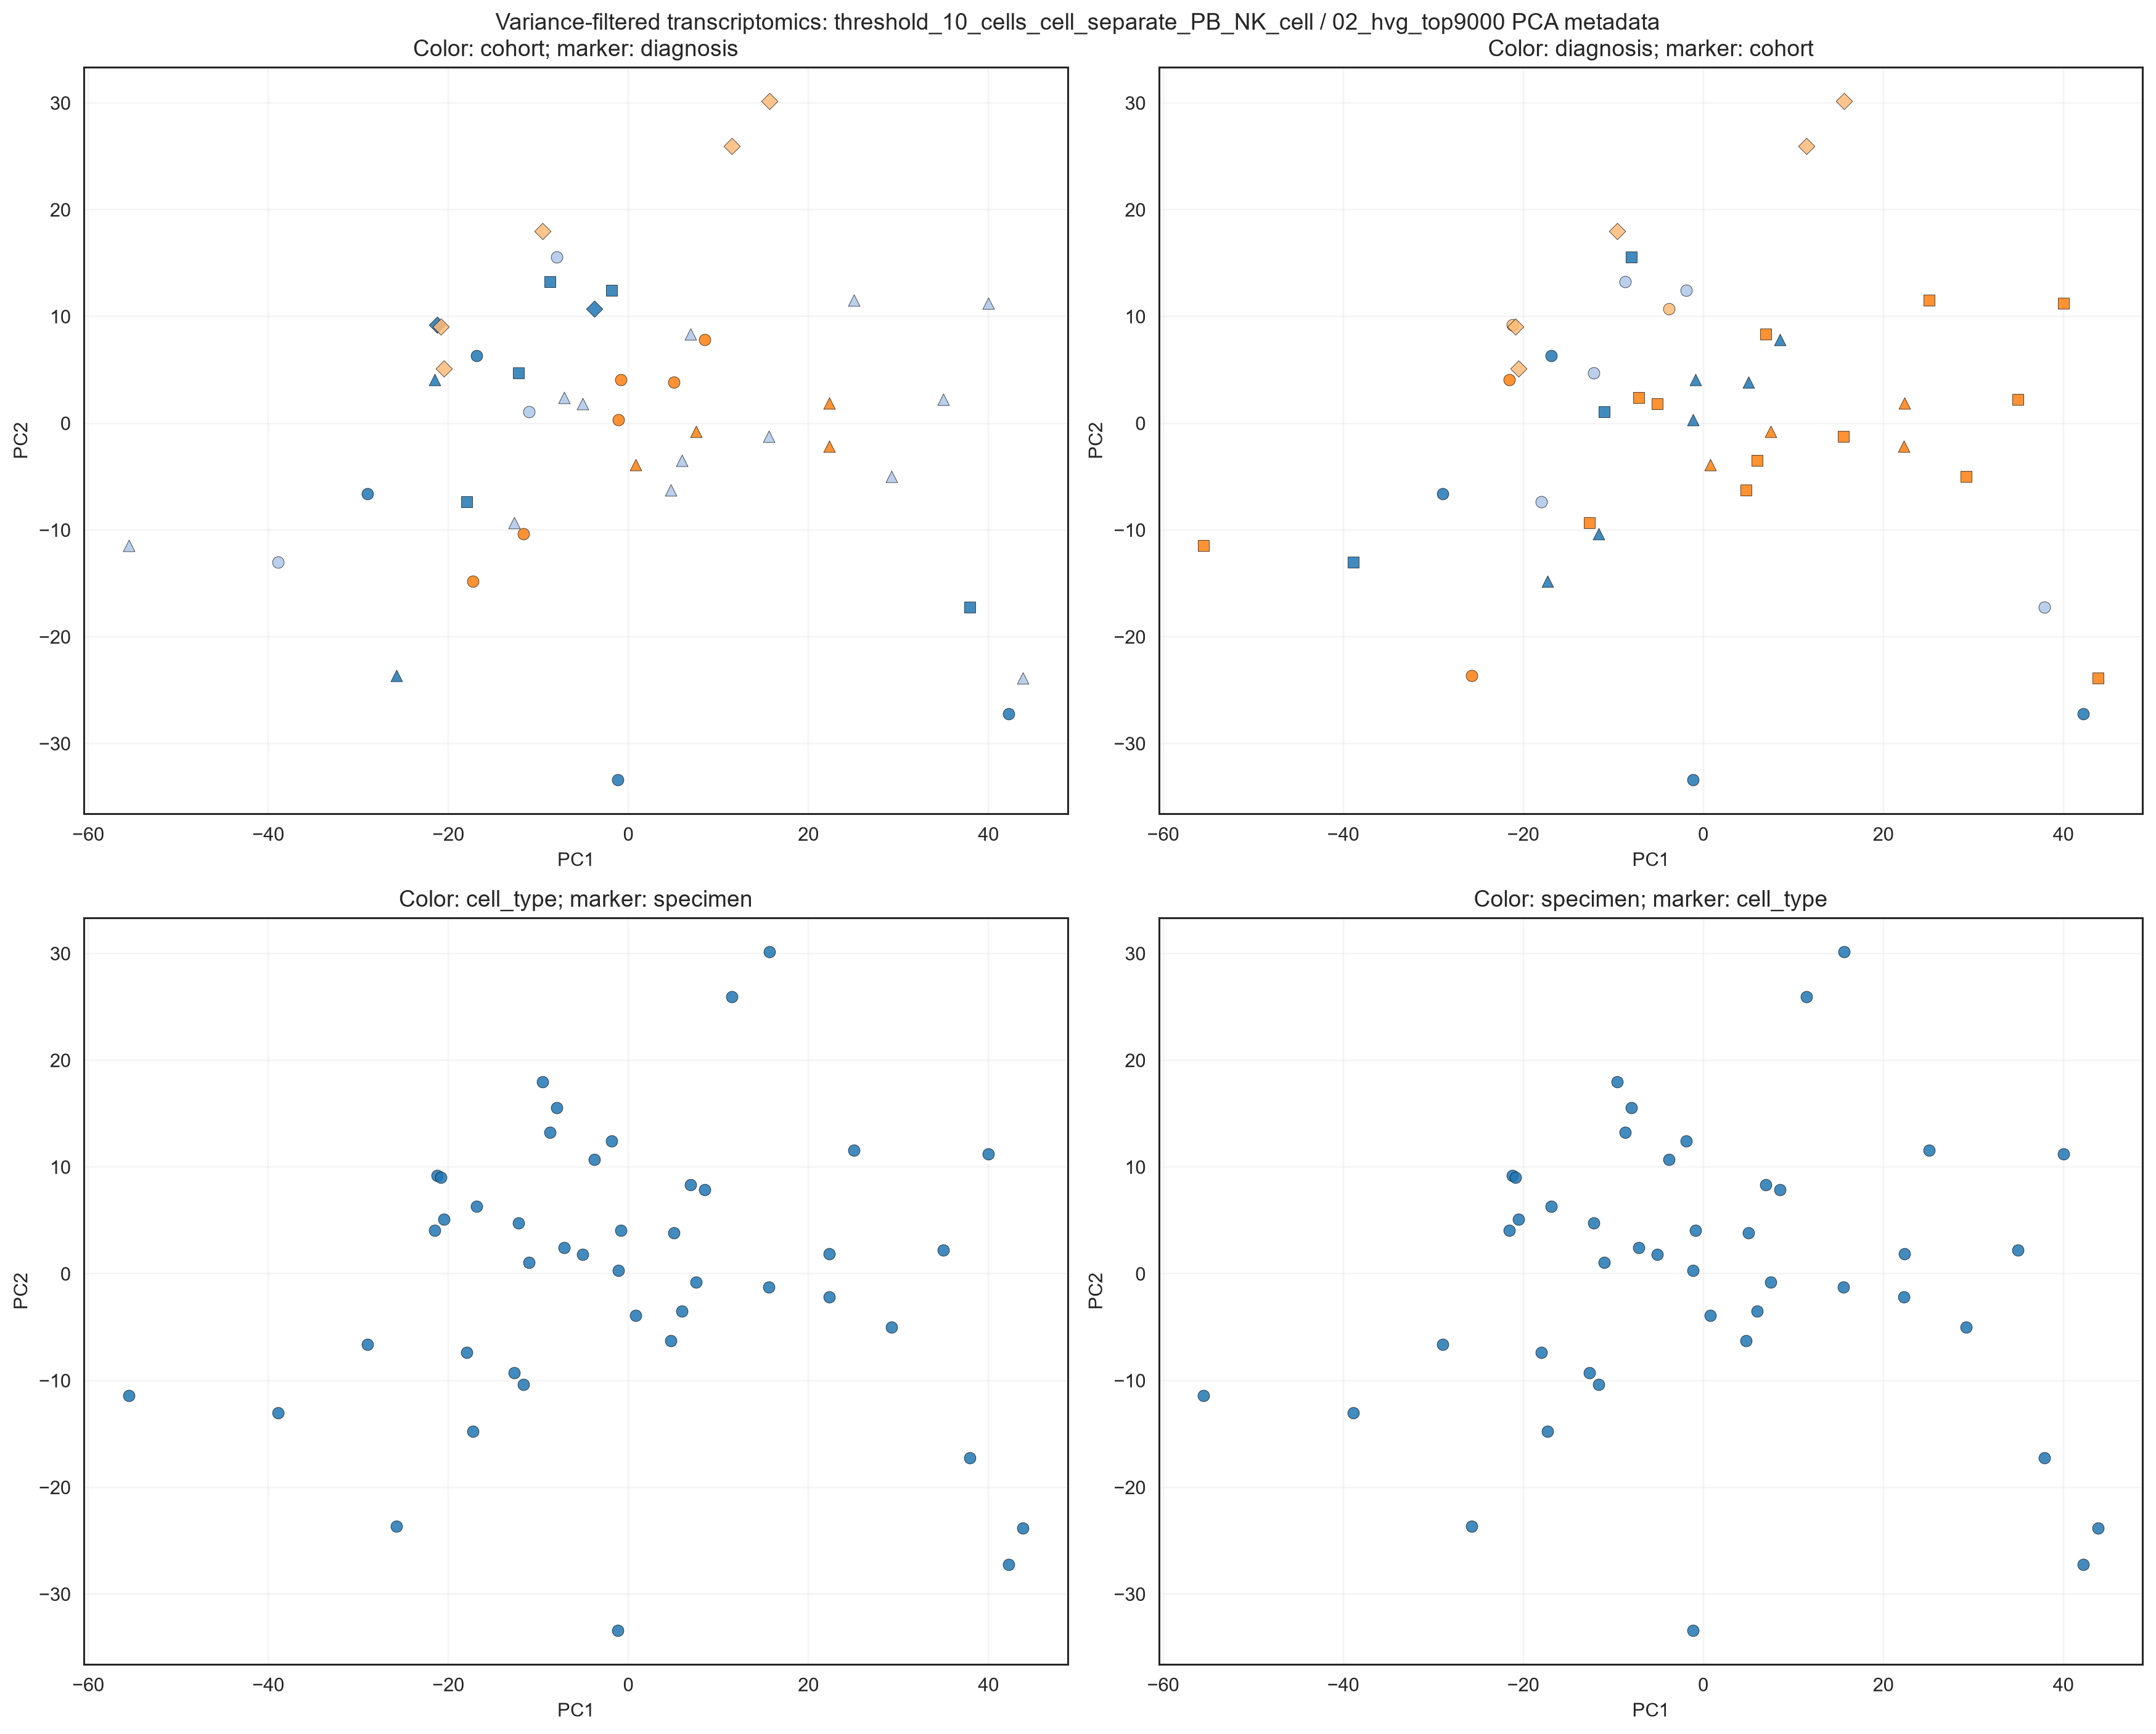 Variance-filtered transcriptomics: threshold_10_cells_cell_separate_PB_NK_cell / 02_hvg_top9000 PCA metadata
Color: cohort; marker: diagnosis
30
20
10
0
−10
−20
−30
PC2
−60 −40 −20 0 20 40
PC1
Color: diagnosis; marker: cohort
30
20
10
0
−10
−20
−30
PC2
−60 −40 −20 0 20 40
PC1
Color: cell_type; marker: specimen
30
20
10
0
−10
−20
−30
PC2
−60 −40 −20 0 20 40
PC1
Color: specimen; marker: cell_type
30
20
10
0
−10
−20
−30
PC2
−60 −40 −20 0 20 40
PC1